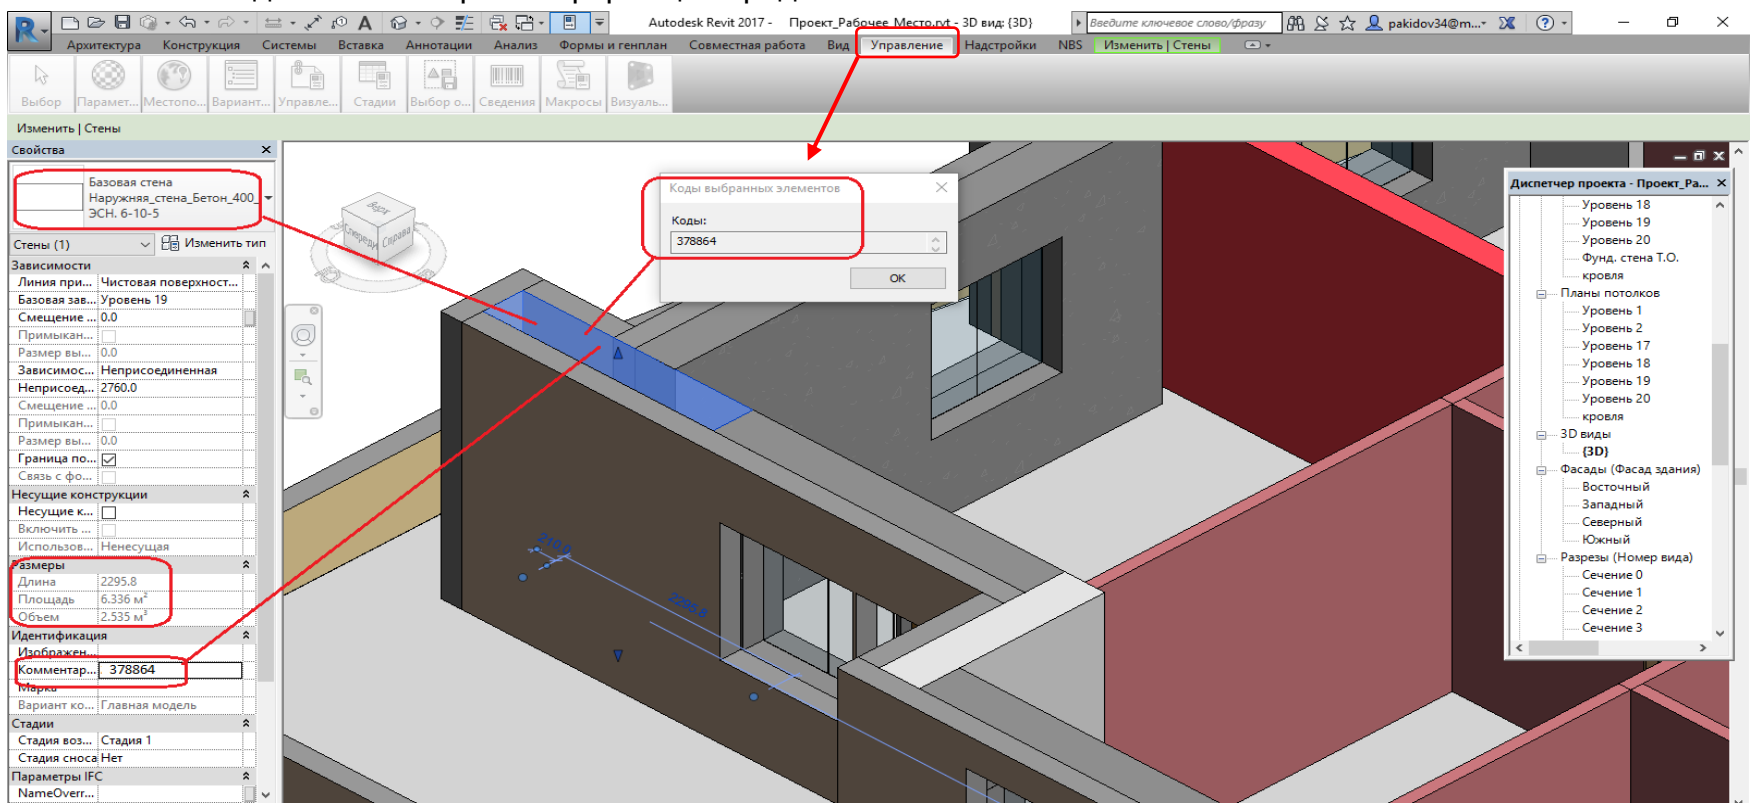 Autodesk Revit 2017 - Проект_Рабочее_Место.rvt - 3D вид: {3D}
Введите ключевое слово/фразу
pakidov34@m...
Архитектура Конструкция Системы Вставка Аннотации Анализ Формы и генплан Совместная работа Вид Управление Надстройки NBS Изменить | Стены
Выбор Парамет... Местопо... Вариант... Управле... Стадии Выбор о... Сведения Макросы Визуаль...
Изменить | Стены
Свойства
Базовая стена
Наружняя_стена_Бетон_400_
ЭСН. 6-10-5
Стены (1)
Изменить тип
Зависимости
Линия при... Чистовая поверхност...
Базовая зав... Уровень 19
Смещение ... 0.0
Примыкан...
Размер вы... 0.0
Зависимос... Неприсоединенная
Неприсоед... 2760.0
Смещение ... 0.0
Примыкан...
Размер вы... 0.0
Граница по...
Связь с фо...
Несущие конструкции
Несущие к...
Включить ...
Использов... Ненесущая
Размеры
Длина 2295.8
Площадь 6.336 м²
Объем 2.535 м³
Идентификация
Изображен...
Комментар... 378864
Марка
Вариант ко... Главная модель
Стадии
Стадия воз... Стадия 1
Стадия сноса Нет
Параметры IFC
NameOverr...
Верх
Спереди
Справа
Коды выбранных элементов
Коды:
378864
ОК
210.0
2295.8
Диспетчер проекта - Проект_Ра...
Уровень 18
Уровень 19
Уровень 20
Фунд. стена Т.О.
кровля
Планы потолков
Уровень 1
Уровень 2
Уровень 17
Уровень 18
Уровень 19
Уровень 20
кровля
3D виды
{3D}
Фасады (Фасад здания)
Восточный
Западный
Северный
Южный
Разрезы (Номер вида)
Сечение 0
Сечение 1
Сечение 2
Сечение 3